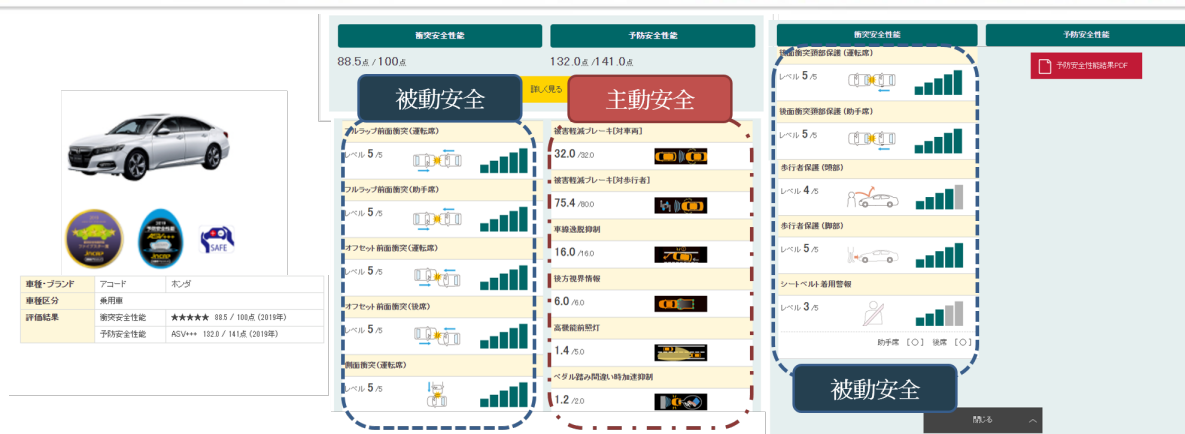 JNCAP
2019
予防安全性能
ASV+++
JNCAP
SAFE
車種・ブランド アコード ホンダ
車種区分 乗用車
評価結果 衝突安全性能 ★★★★★ 88.5 / 100点 (2019年)
予防安全性能 ASV+++ 132.0 / 141点 (2019年)
衝突安全性能 予防安全性能
88.5点 /100点 132.0点 /141.0点
詳しく見る
被動安全
主動安全
フルラップ前面衝突(運転席)
レベル 5 /5
フルラップ前面衝突(助手席)
レベル 5 /5
オフセット前面衝突(運転席)
レベル 5 /5
オフセット前面衝突(後席)
レベル 5 /5
側面衝突(運転席)
レベル 5 /5
被害軽減ブレーキ[対車両]
32.0 /32.0
被害軽減ブレーキ[対歩行者]
75.4 /80.0
車線逸脱抑制
16.0 /16.0
後方視界情報
6.0 /6.0
高機能前照灯
1.4 /5.0
ペダル踏み間違い時加速抑制
1.2 /2.0
衝突安全性能 予防安全性能
後面衝突頚部保護 (運転席)
レベル 5 /5
後面衝突頚部保護 (助手席)
レベル 5 /5
歩行者保護 (頭部)
レベル 4 /5
歩行者保護 (脚部)
レベル 5 /5
シートベルト着用警報
レベル 3 /5
助手席 [〇] 後席 [〇]
被動安全
予防安全性能結果PDF
閉じる